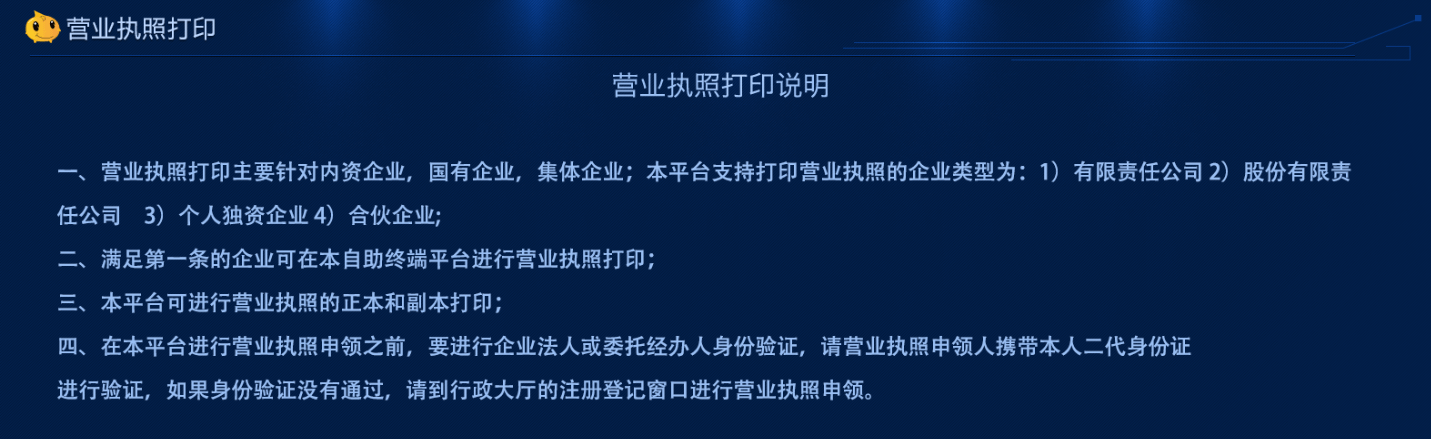 营业执照打印
营业执照打印说明
一、营业执照打印主要针对内资企业，国有企业，集体企业；本平台支持打印营业执照的企业类型为：1）有限责任公司 2）股份有限责
任公司 3）个人独资企业 4）合伙企业;
二、满足第一条的企业可在本自助终端平台进行营业执照打印；
三、本平台可进行营业执照的正本和副本打印；
四、在本平台进行营业执照申领之前，要进行企业法人或委托经办人身份验证，请营业执照申领人携带本人二代身份证
进行验证，如果身份验证没有通过，请到行政大厅的注册登记窗口进行营业执照申领。